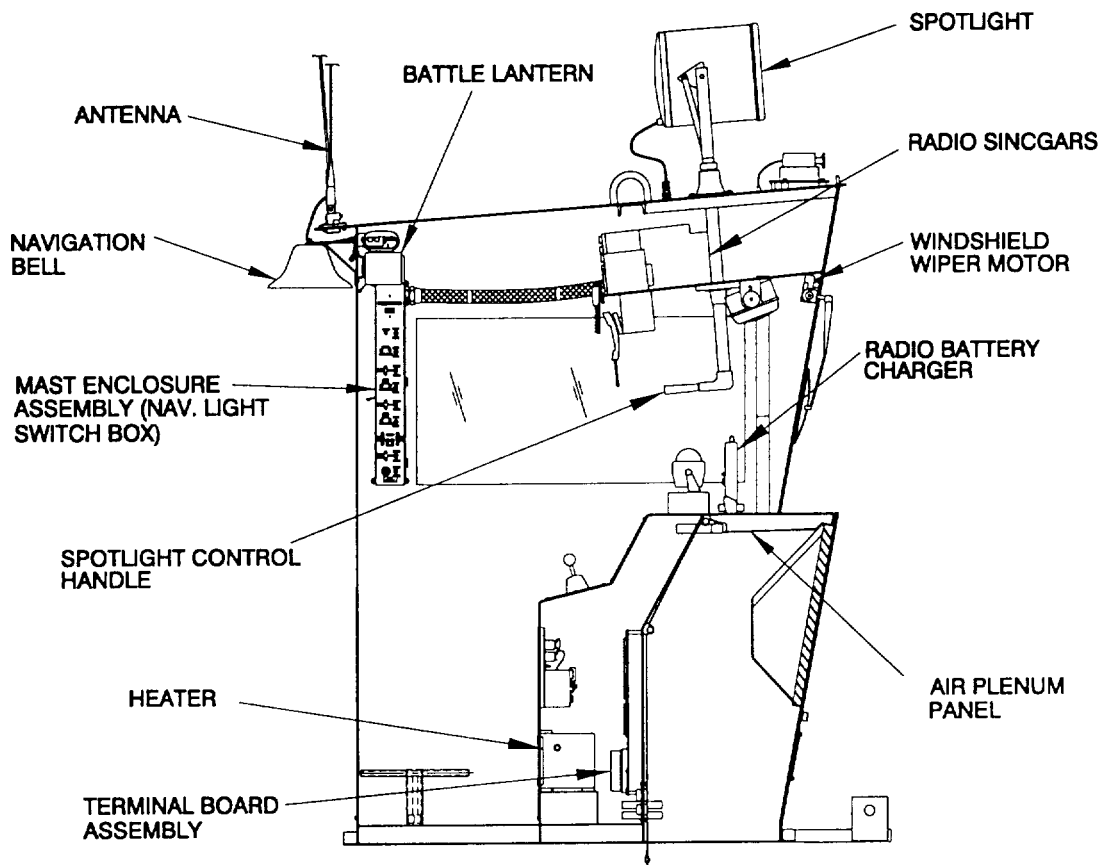 SPOTLIGHT
BATTLE LANTERN
ANTENNA
RADIO SINCGARS
NAVIGATION
BELL
WINDSHIELD
WIPER MOTOR
RADIO BATTERY
CHARGER
MAST ENCLOSURE
ASSEMBLY (NAV. LIGHT
SWITCH BOX)
SPOTLIGHT CONTROL
HANDLE
AIR PLENUM
PANEL
HEATER
TERMINAL BOARD
ASSEMBLY